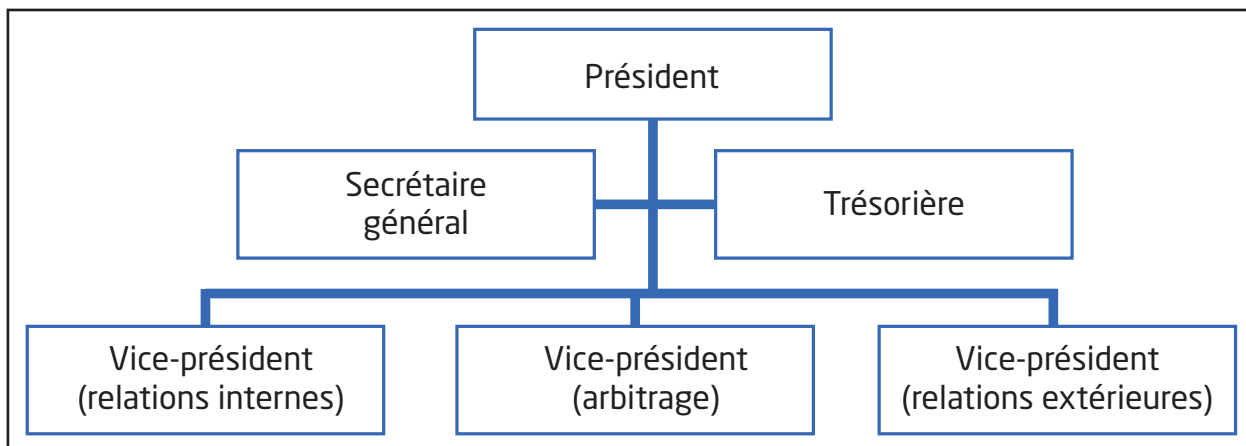 Président
Secrétaire
général
Trésorière
Vice-président
(relations internes)
Vice-président
(arbitrage)
Vice-président
(relations extérieures)